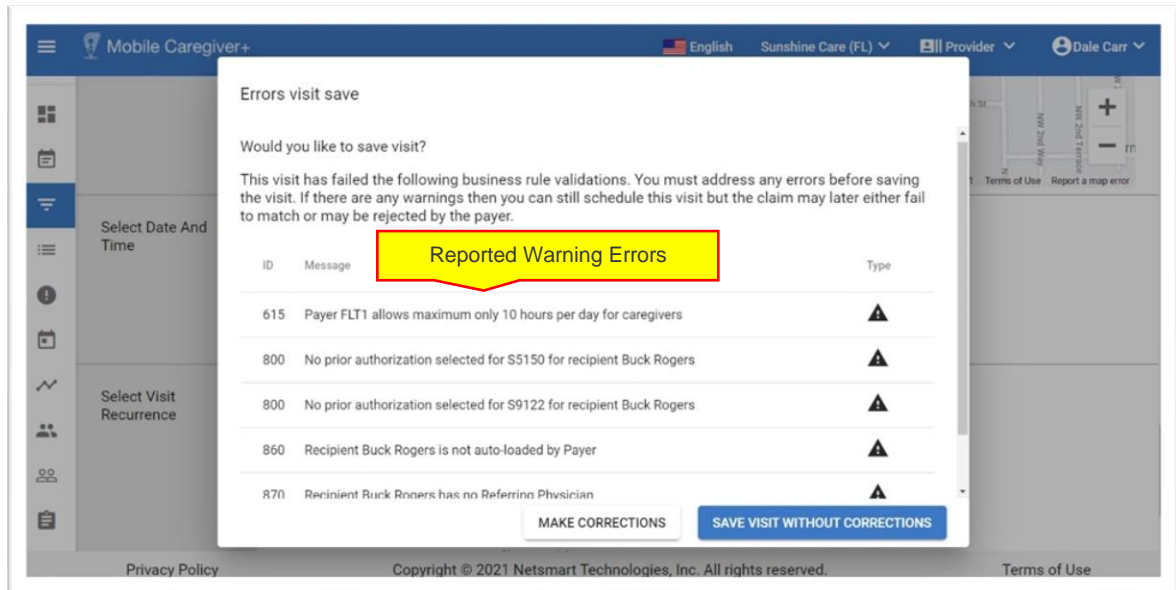 Mobile Caregiver+
English
Sunshine Care (FL)
Provider
Dale Carr
Errors visit save
Would you like to save visit?
This visit has failed the following business rule validations. You must address any errors before saving
the visit. If there are any warnings then you can still schedule this visit but the claim may later either fail
to match or may be rejected by the payer.
Reported Warning Errors
ID Message Type
615 Payer FLT1 allows maximum only 10 hours per day for caregivers
800 No prior authorization selected for S5150 for recipient Buck Rogers
800 No prior authorization selected for S9122 for recipient Buck Rogers
860 Recipient Buck Rogers is not auto-loaded by Payer
870 Recipient Buck Rogers has no Referring Physician
MAKE CORRECTIONS
SAVE VISIT WITHOUT CORRECTIONS
Select Date And
Time
Select Visit
Recurrence
NW 2nd Way
NW 2nd Terrace
Terms of Use
Report a map error
Privacy Policy
Copyright © 2021 Netsmart Technologies, Inc. All rights reserved.
Terms of Use